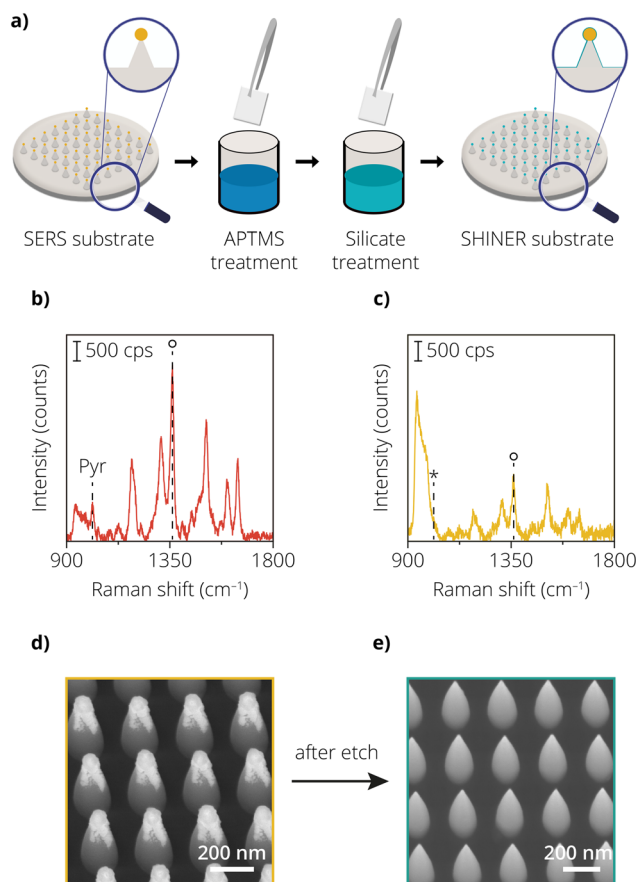 a)
SERS substrate
APTMS
treatment
Silicate
treatment
SHINER substrate
b)
500 cps
Pyr
Intensity (counts)
900 1350 1800
Raman shift (cm⁻¹)
c)
500 cps
*
Intensity (counts)
900 1350 1800
Raman shift (cm⁻¹)
d)
200 nm
after etch
e)
200 nm